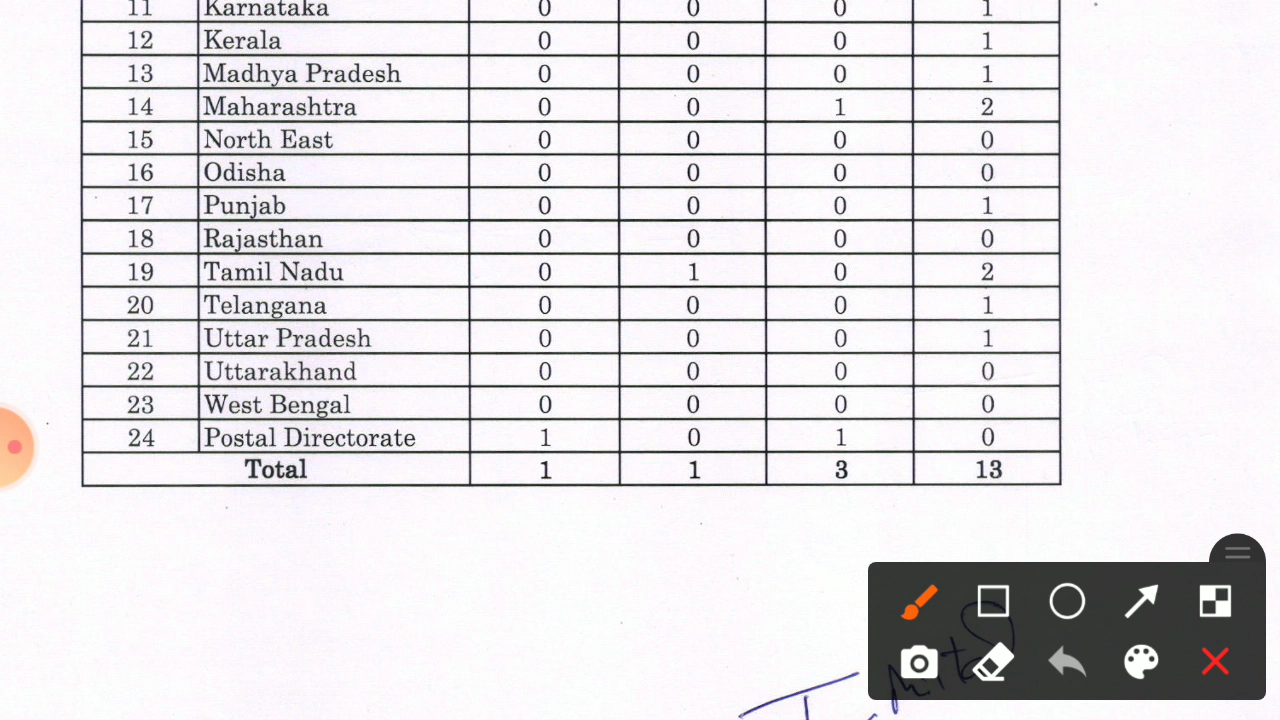 11 Karnataka 0 0 0 1
12 Kerala 0 0 0 1
13 Madhya Pradesh 0 0 0 1
14 Maharashtra 0 0 1 2
15 North East 0 0 0 0
16 Odisha 0 0 0 0
17 Punjab 0 0 0 1
18 Rajasthan 0 0 0 0
19 Tamil Nadu 0 1 0 2
20 Telangana 0 0 0 1
21 Uttar Pradesh 0 0 0 1
22 Uttarakhand 0 0 0 0
23 West Bengal 0 0 0 0
24 Postal Directorate 1 0 1 0
Total 1 1 3 13